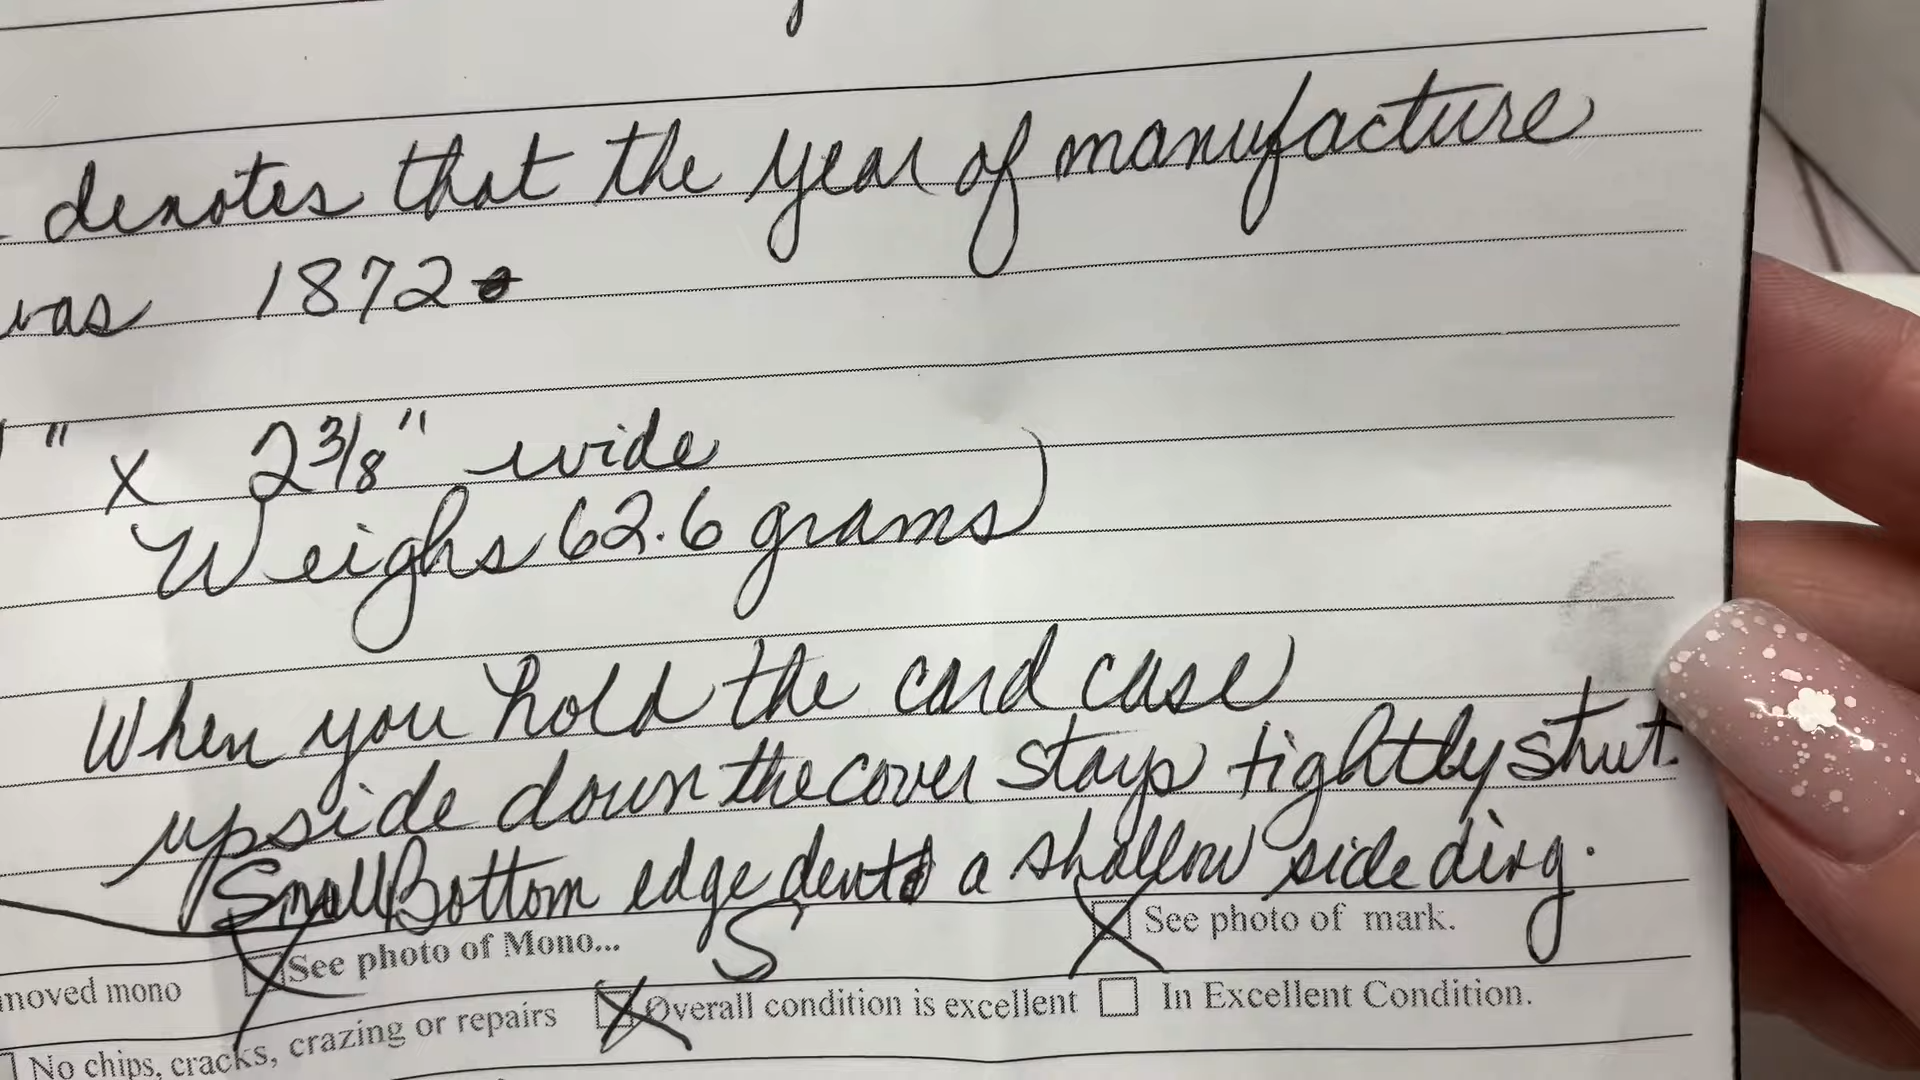 denotes that the year of manufacture
was 1872
" x 2 3/8" wide
Weighs 62.6 grams)
When you hold the card case
upside down the cover stays tightly shut.
Small Bottom edge dent & a shallow side ding.
See photo of Mono... S
See photo of mark.
moved mono
Overall condition is excellent
In Excellent Condition.
No chips, cracks, crazing or repairs